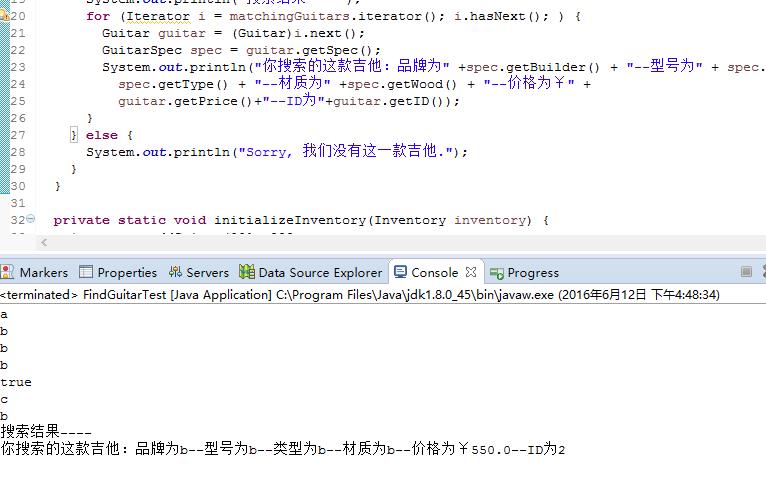 20 for (Iterator i = matchingGuitars.iterator(); i.hasNext(); ) {
21 Guitar guitar = (Guitar)i.next();
22 GuitarSpec spec = guitar.getSpec();
23 System.out.println("你搜索的这款吉他：品牌为" +spec.getBuilder() + "--型号为" + spec.
24 spec.getType() + "--材质为" +spec.getWood() + "--价格为￥" +
25 guitar.getPrice()+"--ID为"+guitar.getID());
26 }
27 } else {
28 System.out.println("Sorry, 我们没有这一款吉他.");
29 }
30 }
31
32 private static void initializeInventory(Inventory inventory) {
Markers Properties Servers Data Source Explorer Console Progress
<terminated> FindGuitarTest [Java Application] C:\Program Files\Java\jdk1.8.0_45\bin\javaw.exe (2016年6月12日 下午4:48:34)
a
b
b
b
true
c
b
搜索结果----
你搜索的这款吉他：品牌为b--型号为b--类型为b--材质为b--价格为￥550.0--ID为2